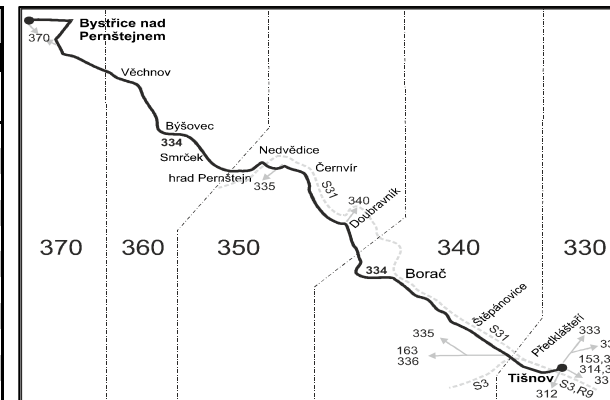 Bystřice nad
Pernštejnem
370
Věchnov
Býšovec
334
Smrček
Nedvědice
hrad Pernštejn
335
Černvír
S31
340
Doubravník
370
360
350
340
330
334
Borač
Štěpánovice
S31
Předklášteří
333
335
163
336
153,3
314,3
33
Tišnov
S3
312
S3,R9